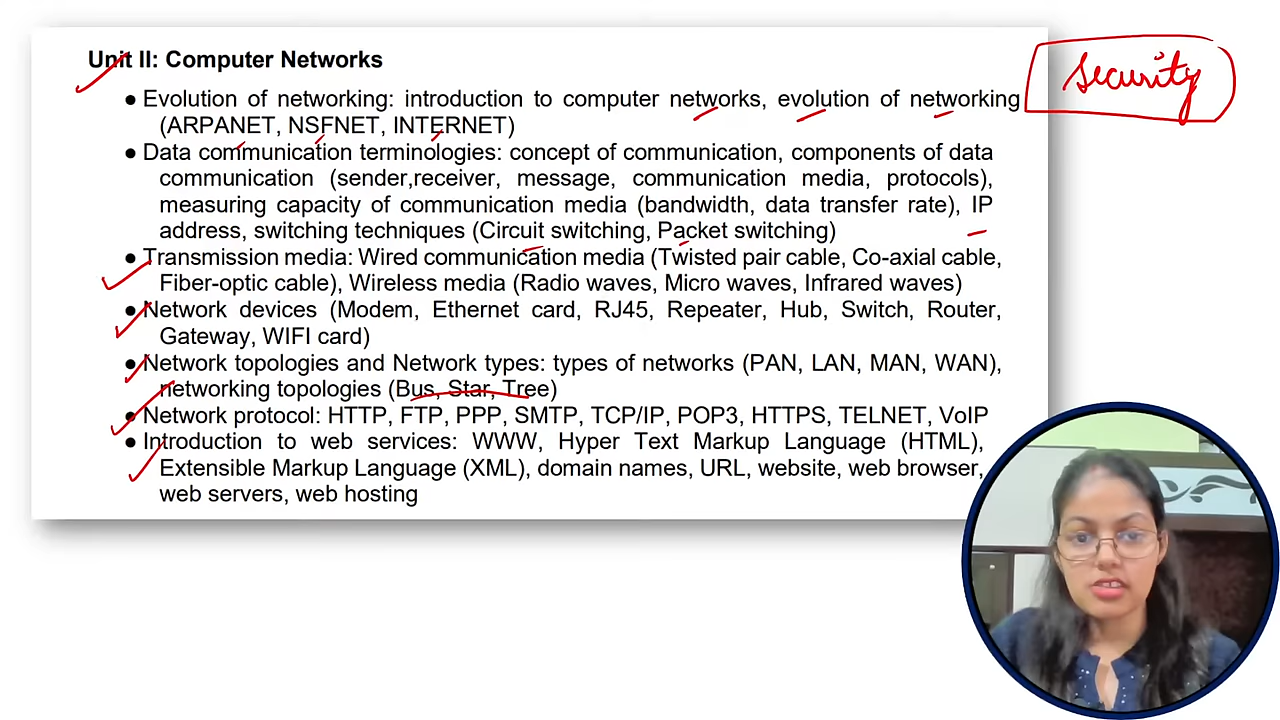 Unit II: Computer Networks
security
● Evolution of networking: introduction to computer networks, evolution of networking
(ARPANET, NSFNET, INTERNET)
● Data communication terminologies: concept of communication, components of data
communication (sender,receiver, message, communication media, protocols),
measuring capacity of communication media (bandwidth, data transfer rate), IP
address, switching techniques (Circuit switching, Packet switching)
● Transmission media: Wired communication media (Twisted pair cable, Co-axial cable,
Fiber-optic cable), Wireless media (Radio waves, Micro waves, Infrared waves)
● Network devices (Modem, Ethernet card, RJ45, Repeater, Hub, Switch, Router,
Gateway, WIFI card)
● Network topologies and Network types: types of networks (PAN, LAN, MAN, WAN),
networking topologies (Bus, Star, Tree)
● Network protocol: HTTP, FTP, PPP, SMTP, TCP/IP, POP3, HTTPS, TELNET, VoIP
● Introduction to web services: WWW, Hyper Text Markup Language (HTML),
Extensible Markup Language (XML), domain names, URL, website, web browser,
web servers, web hosting